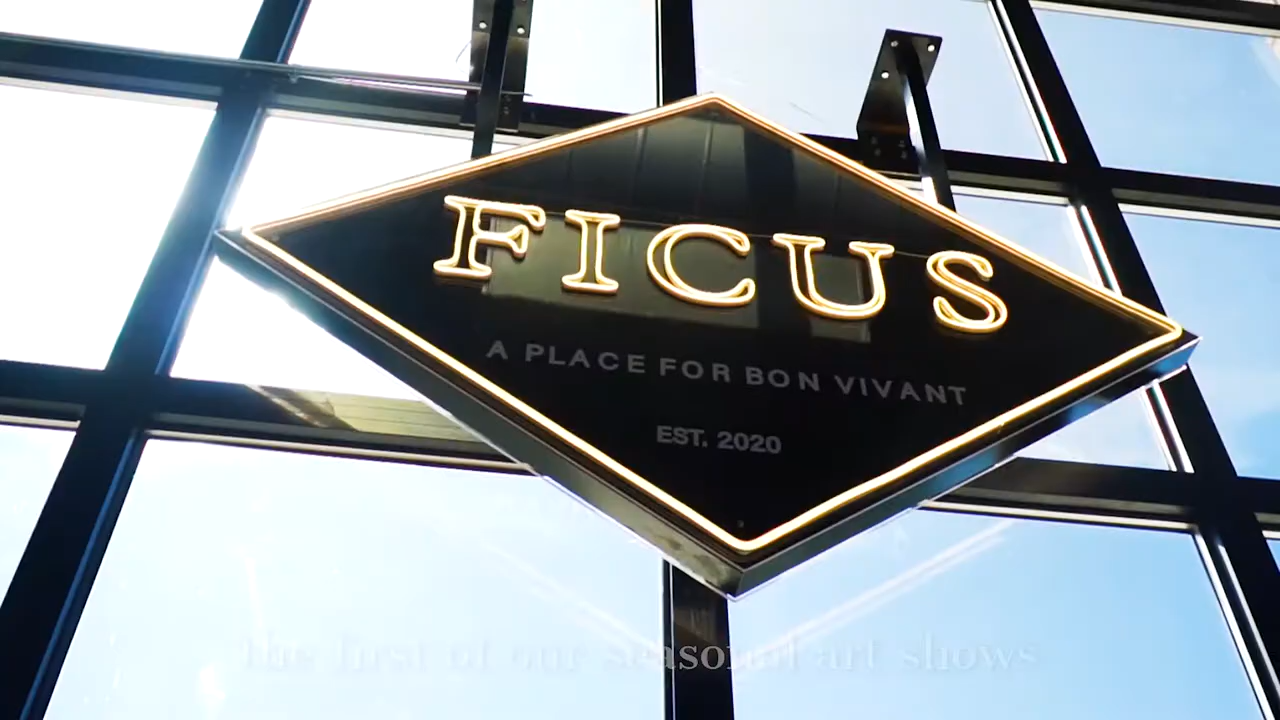 FICUS
A PLACE FOR BON VIVANT
EST. 2020
the first of our seasonal art shows